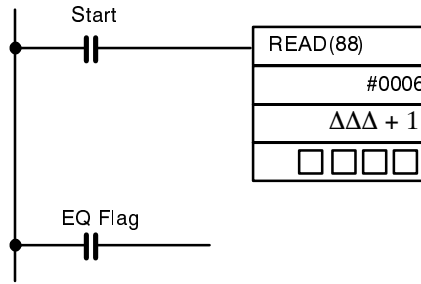 Start
READ(88)
#0006
ΔΔΔ + 1
□□□□
EQ Flag